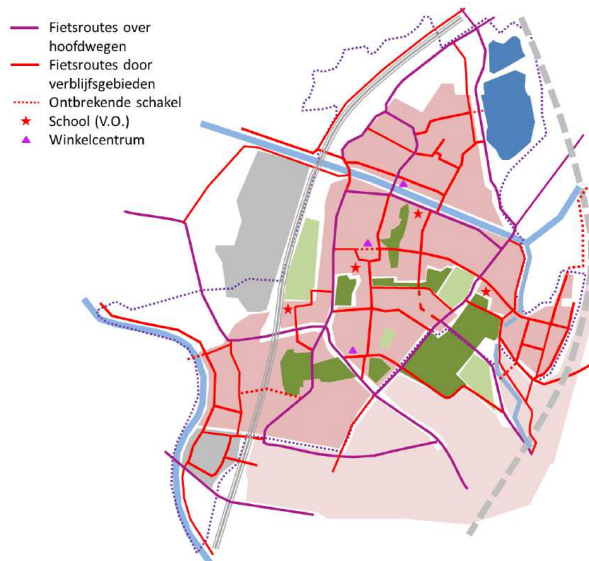 Fietsroutes over
hoofdwegen
Fietsroutes door
verblijfsgebieden
Ontbrekende schakel
School (V.O.)
Winkelcentrum